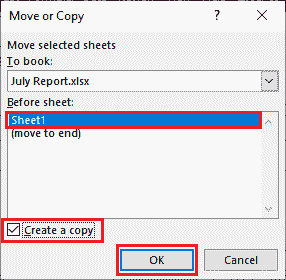 Move or Copy ? ×
Move selected sheets
To book:
July Report.xlsx
Before sheet:
Sheet1
(move to end)
Create a copy
OK Cancel